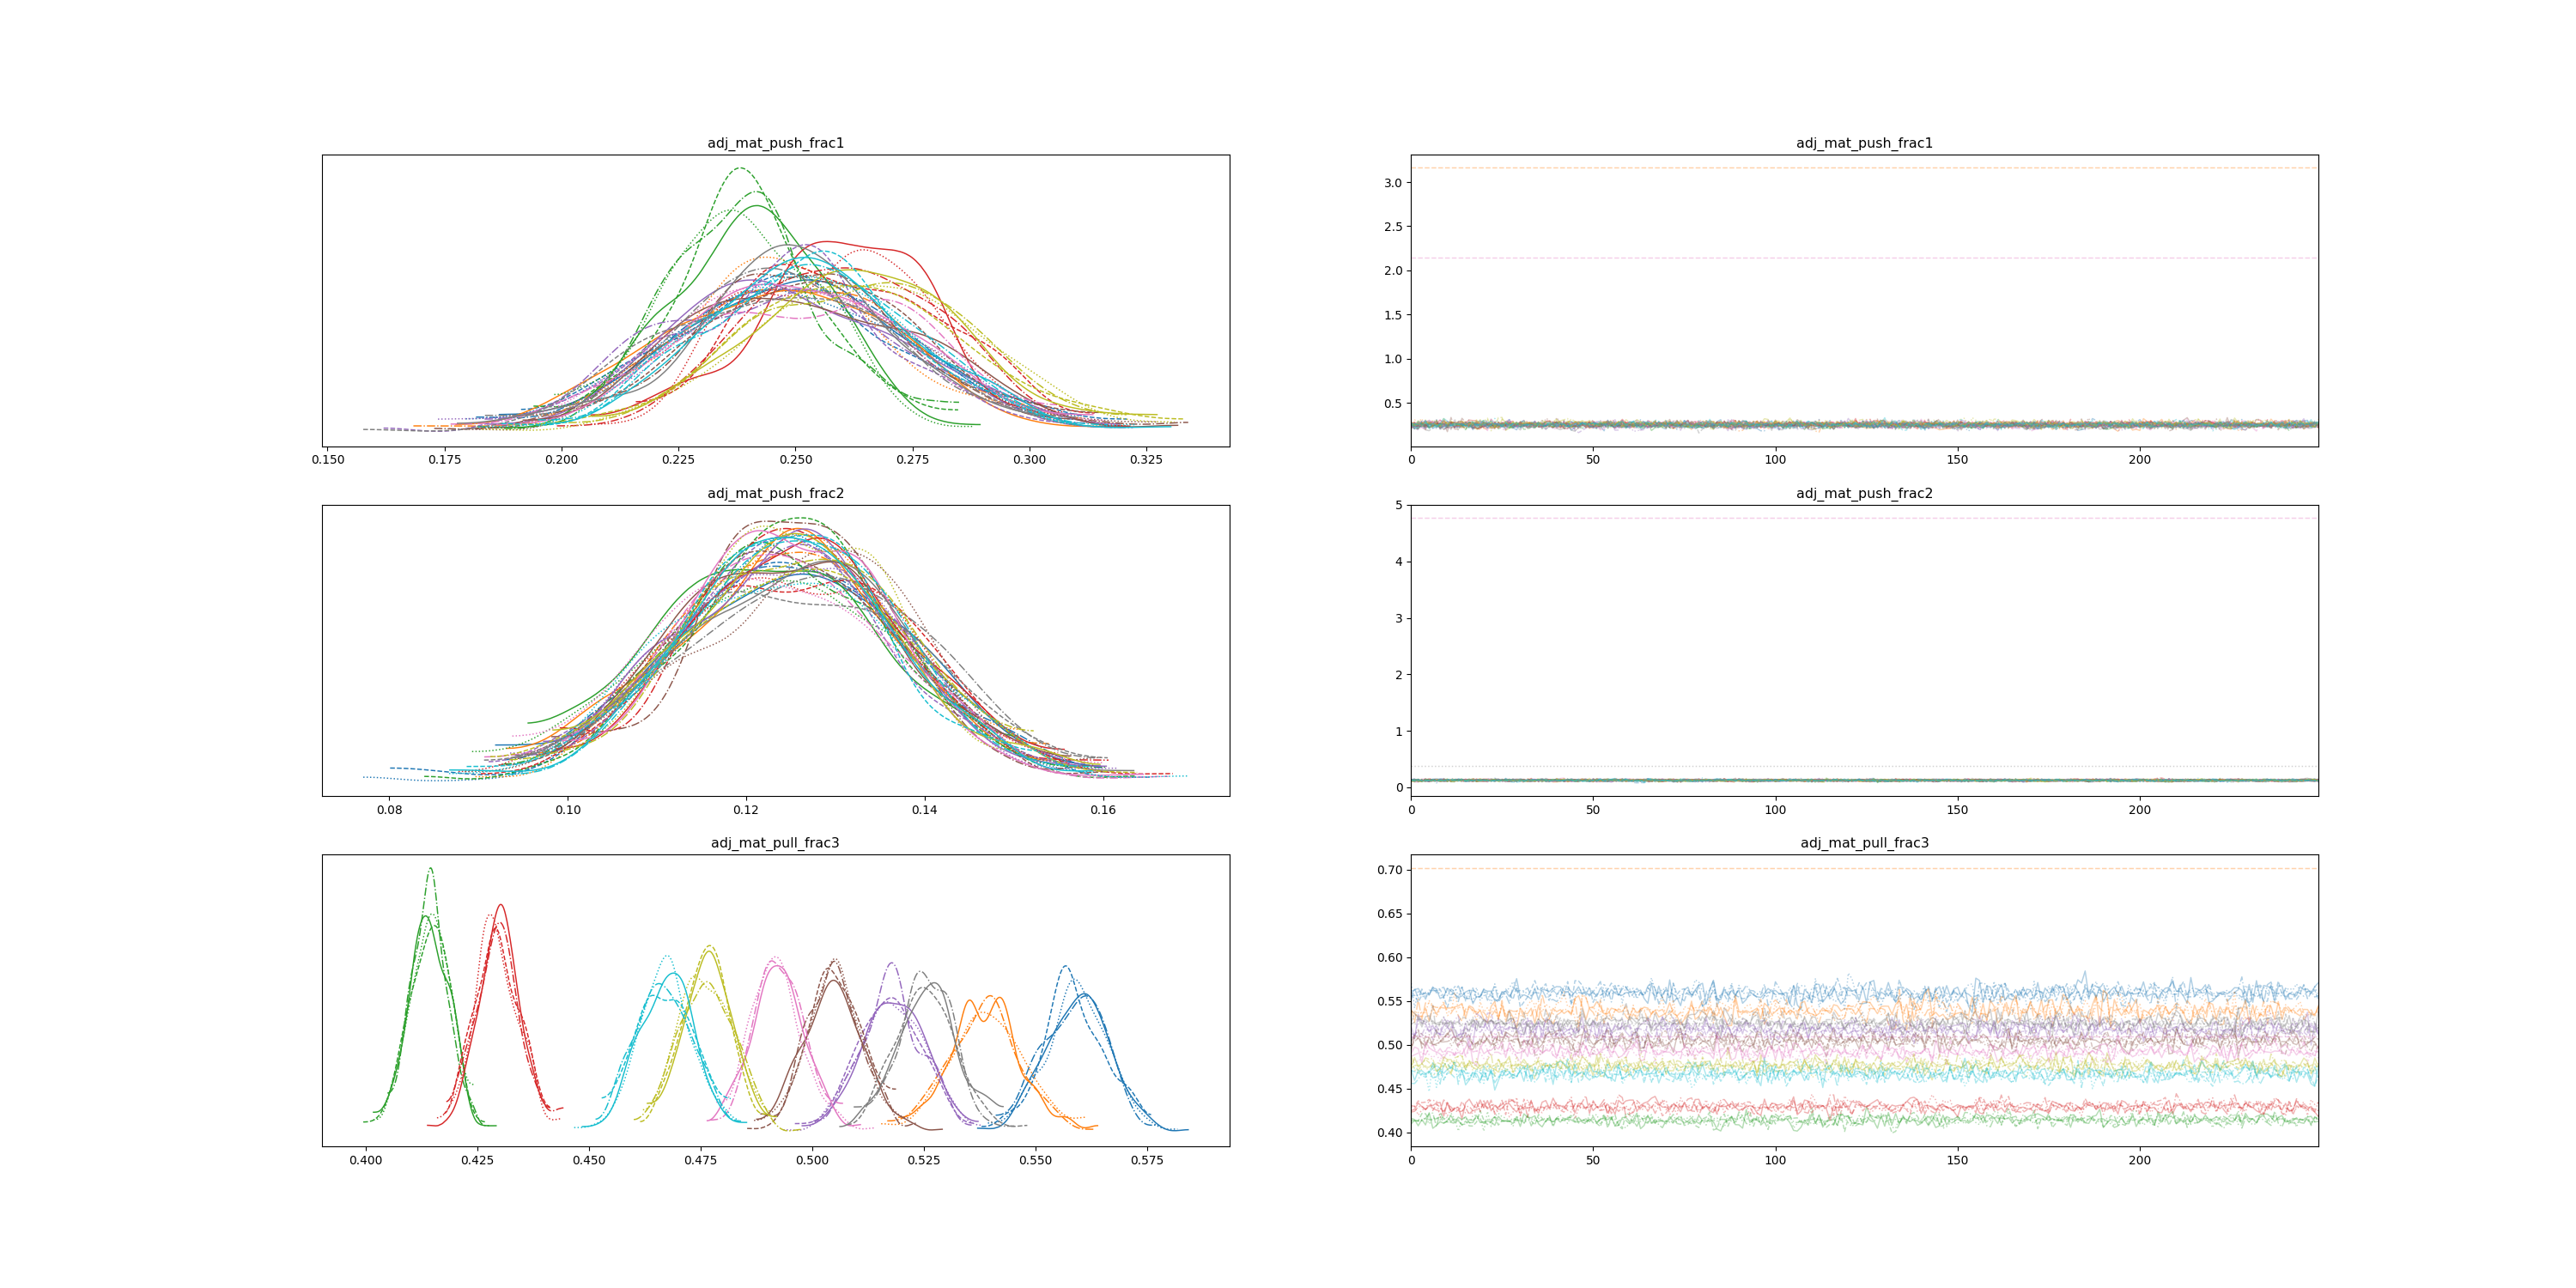 adj_mat_push_frac1
adj_mat_push_frac1
3.0
2.5
2.0
1.5
1.0
0.5
0.150 0.175 0.200 0.225 0.250 0.275 0.300 0.325
0 50 100 150 200
adj_mat_push_frac2
adj_mat_push_frac2
5
4
3
2
1
0
0.08 0.10 0.12 0.14 0.16
0 50 100 150 200
adj_mat_pull_frac3
adj_mat_pull_frac3
0.70
0.65
0.60
0.55
0.50
0.45
0.40
0.400 0.425 0.450 0.475 0.500 0.525 0.550 0.575
0 50 100 150 200